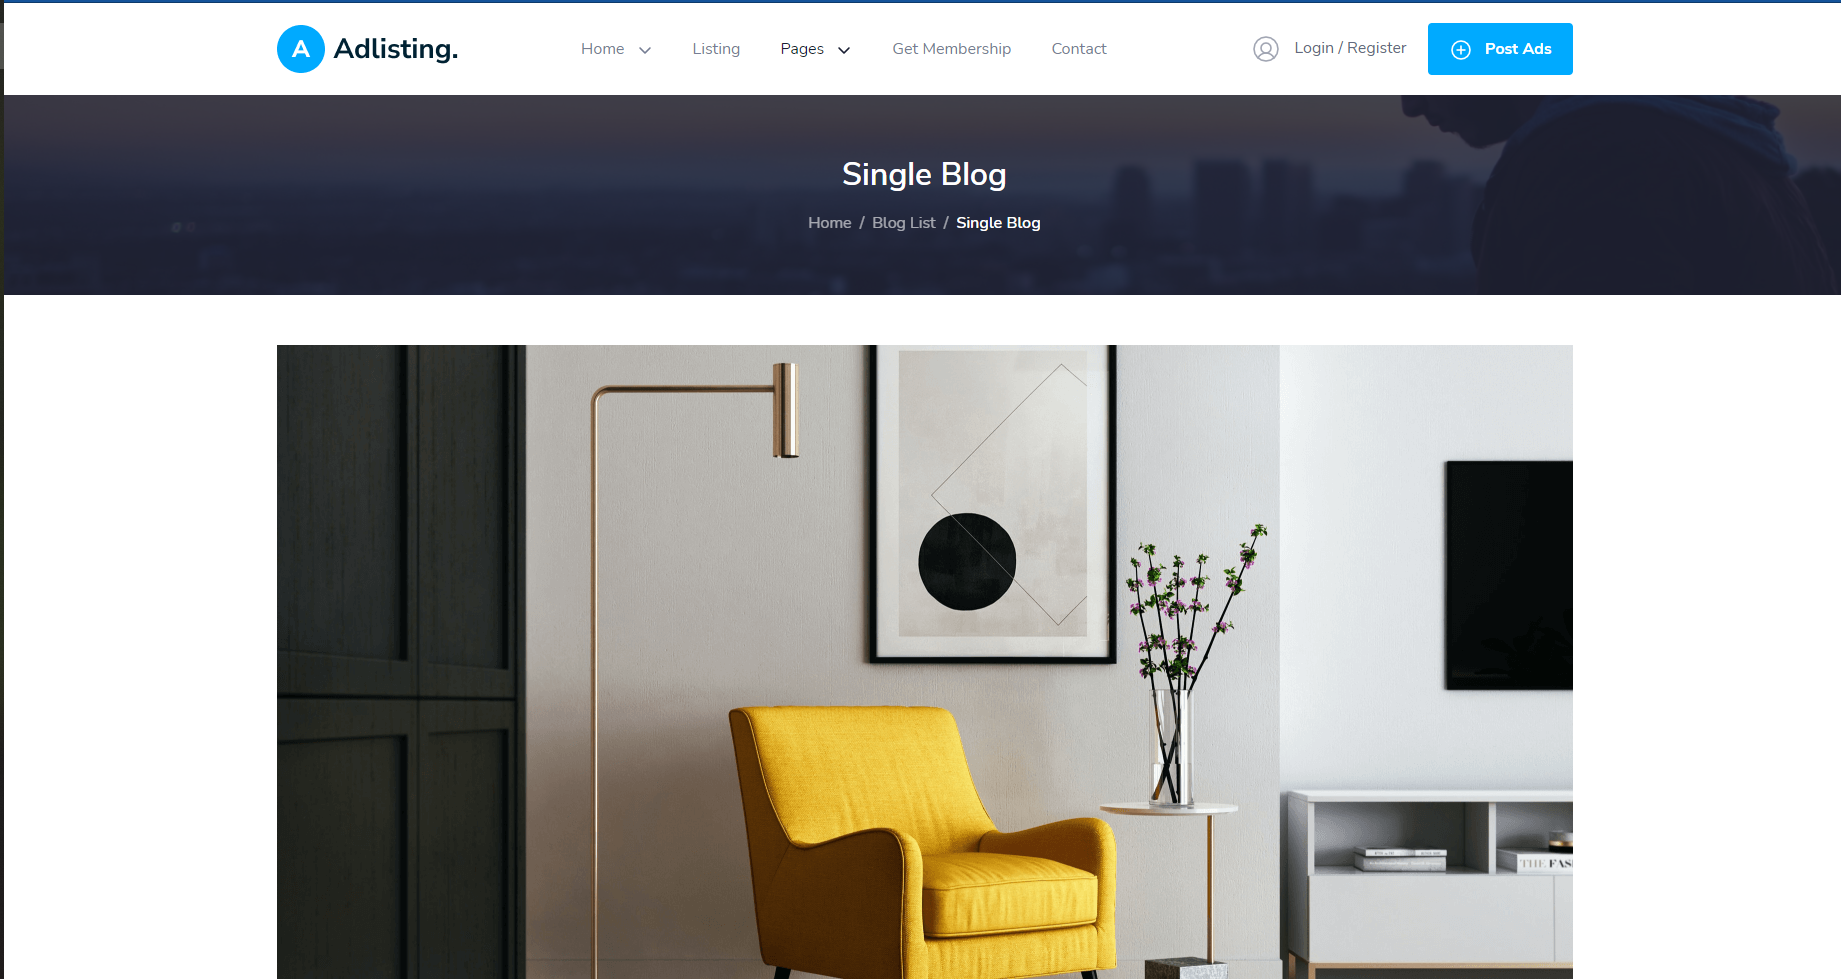 A Adlisting.
Home Listing Pages Get Membership Contact
Login / Register
Post Ads
Single Blog
Home / Blog List / Single Blog
THE FAS